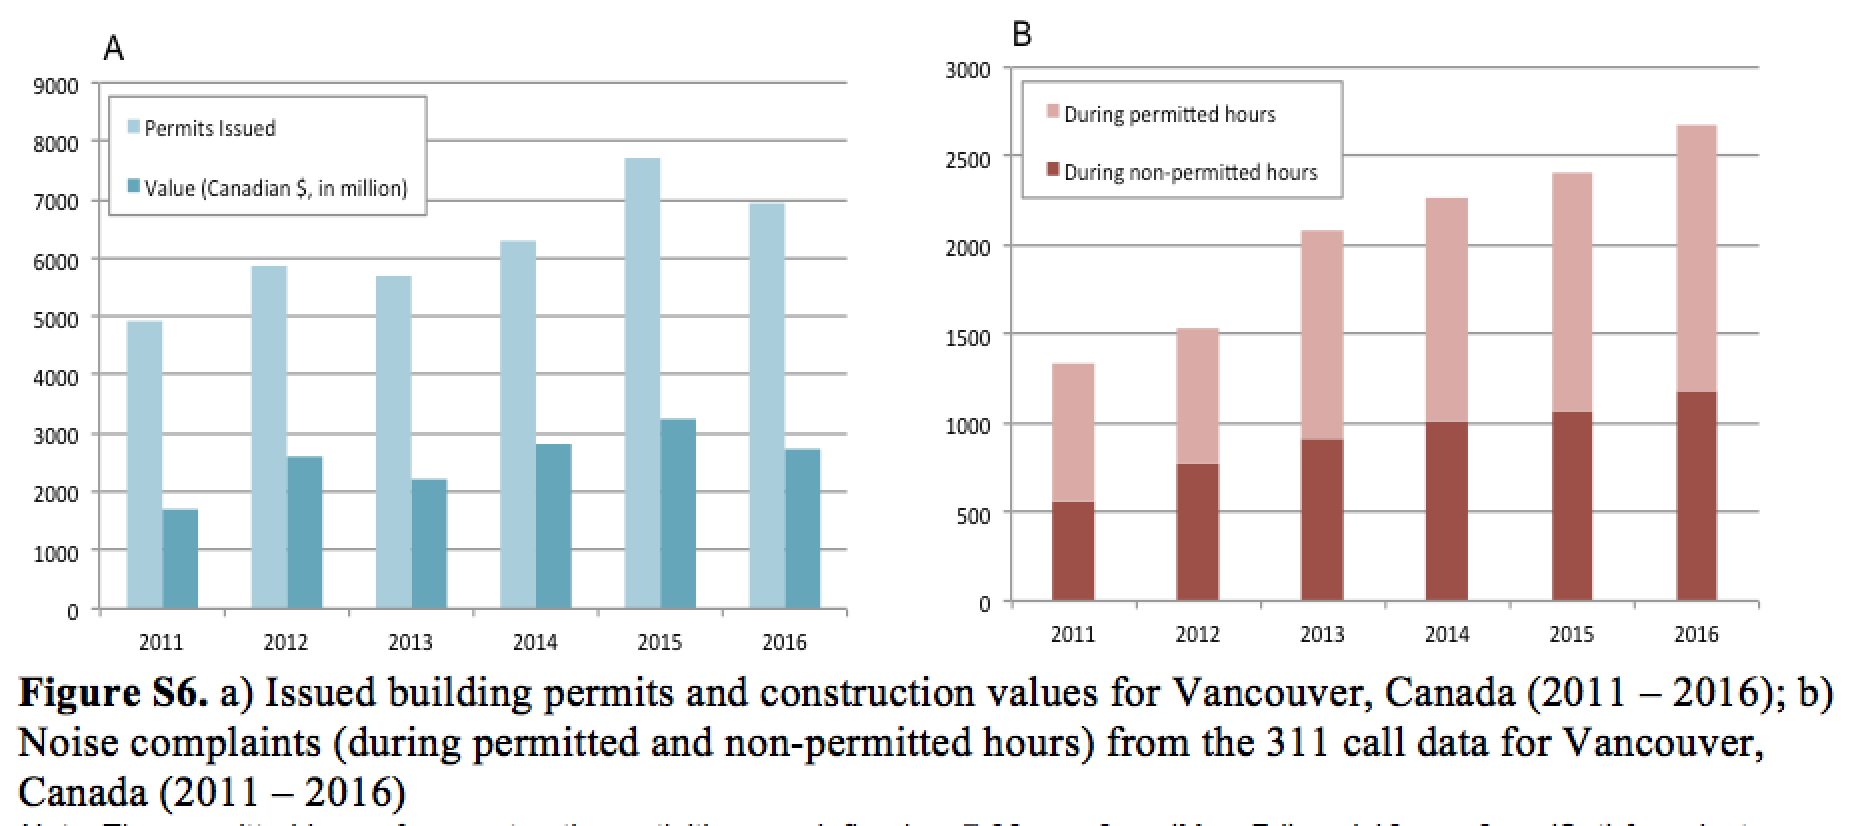 A
9000
8000
7000
6000
5000
4000
3000
2000
1000
0
Permits Issued
Value (Canadian $, in million)
2011 2012 2013 2014 2015 2016
B
3000
2500
2000
1500
1000
500
0
During permitted hours
During non-permitted hours
2011 2012 2013 2014 2015 2016
Figure S6. a) Issued building permits and construction values for Vancouver, Canada (2011 – 2016); b)
Noise complaints (during permitted and non-permitted hours) from the 311 call data for Vancouver,
Canada (2011 – 2016)